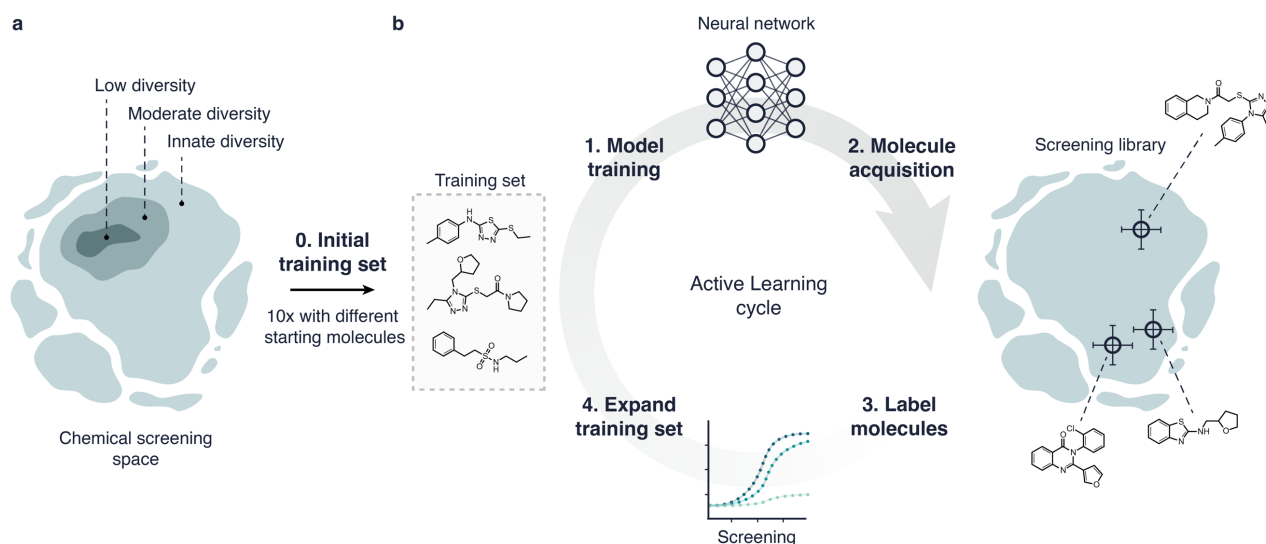 a
Low diversity
Moderate diversity
Innate diversity
Chemical screening
space
0. Initial
training set
10x with different
starting molecules
b
Training set
H
N
S
N
N
S
O
N
N
N
S
O
N
O
S
O
N
H
Neural network
1. Model
training
2. Molecule
acquisition
Active Learning
cycle
4. Expand
training set
3. Label
molecules
Screening
Screening library
O
N
S
N
N
Cl
O
N
N
O
S
N
NH
O